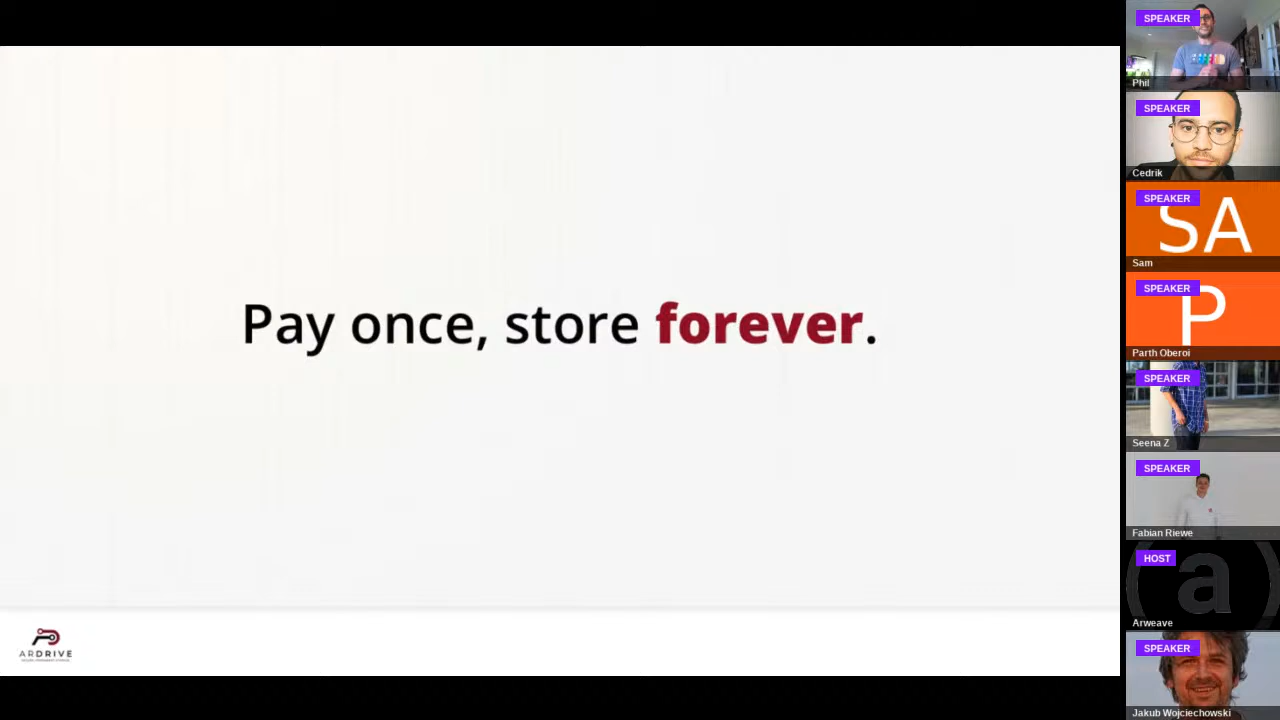 Pay once, store forever.
ARDRIVE
SPEAKER
Phil
SPEAKER
Cedrik
SPEAKER
SA
Sam
SPEAKER
P
Parth Oberoi
SPEAKER
Seena Z
SPEAKER
Fabian Riewe
HOST
a
Arweave
SPEAKER
Jakub Wojciechowski